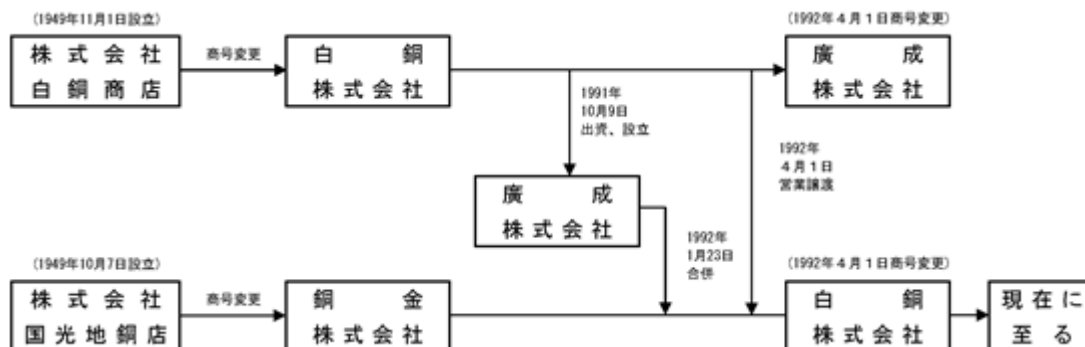 (1949年11月1日設立)
株式会社
白銅商店
商号変更
白銅
株式会社
(1992年4月1日商号変更)
廣成
株式会社
1991年
10月9日
出資、設立
1992年
4月1日
営業譲渡
廣成
株式会社
1992年
1月23日
合併
(1949年10月7日設立)
株式会社
国光地銅店
商号変更
銅金
株式会社
(1992年4月1日商号変更)
白銅
株式会社
現在に
至る